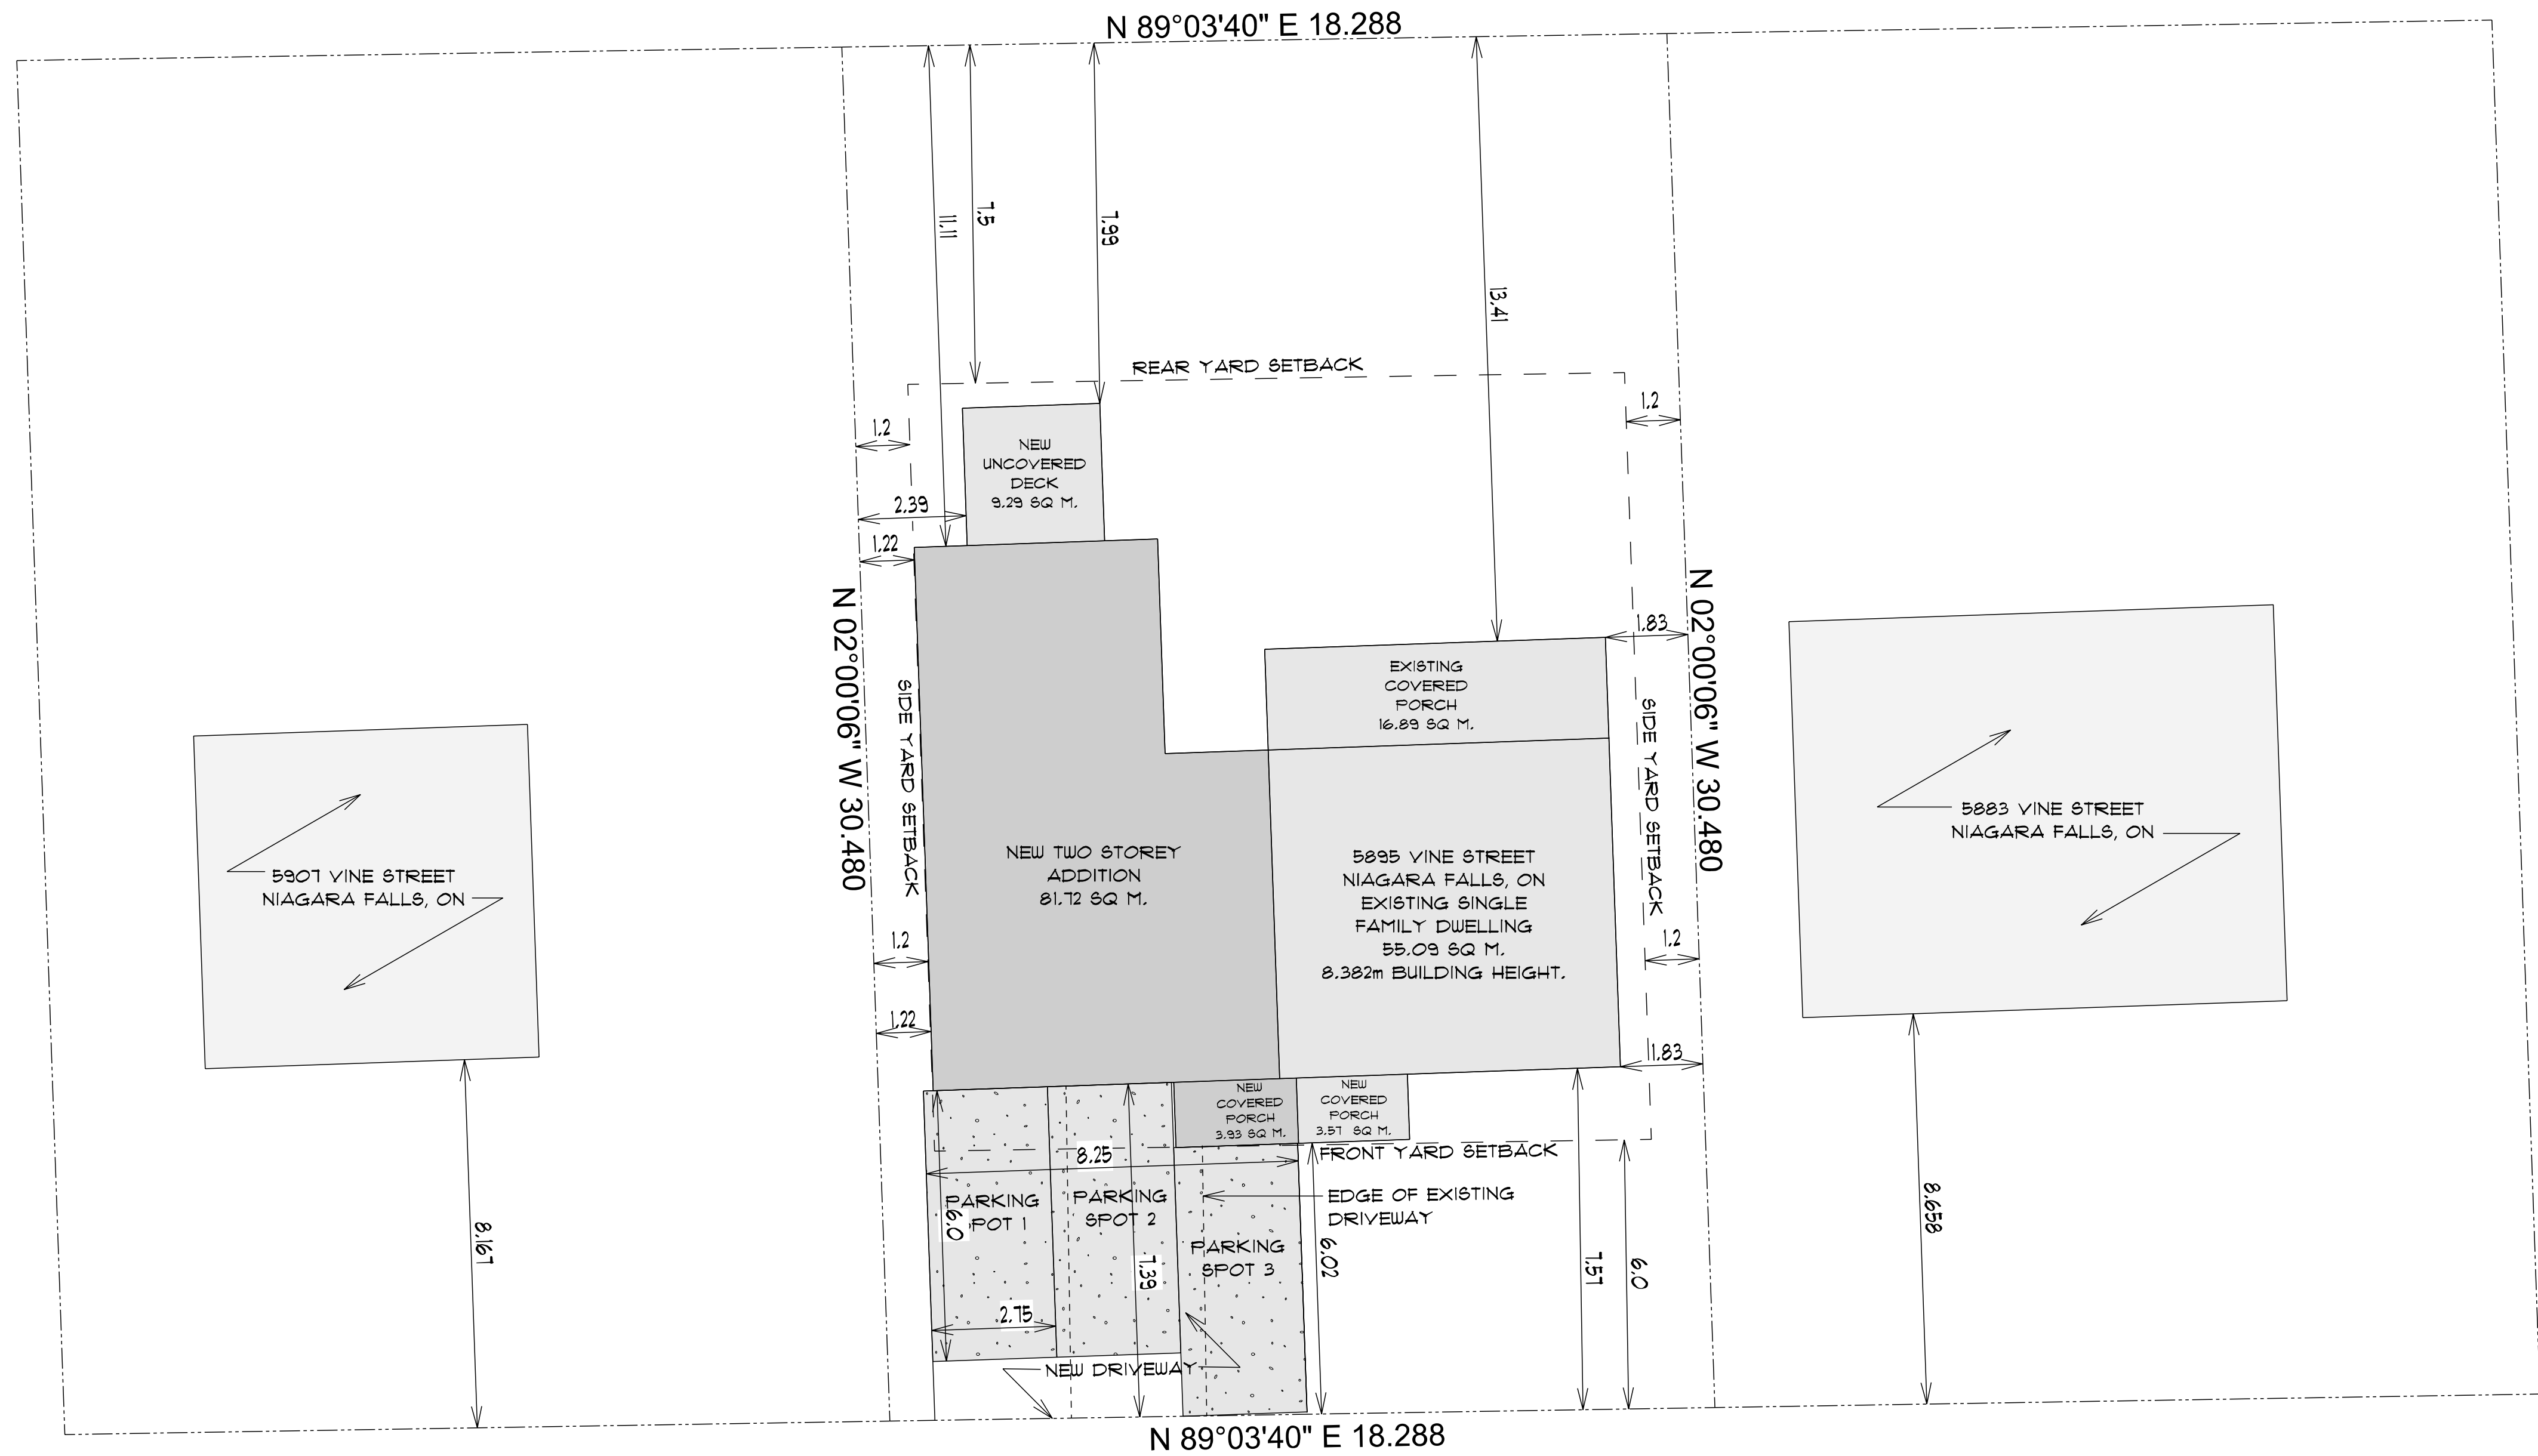 N 89°03'40" E 18.288
11.11
7.5
7.99
13.41
REAR YARD SETBACK
1.2
1.2
NEW
UNCOVERED
DECK
9.29 SQ M.
2.39
1.22
1.83
N 02°00'06" W 30.480
N 02°00'06" W 30.480
SIDE YARD SETBACK
SIDE YARD SETBACK
EXISTING
COVERED
PORCH
16.89 SQ M.
5883 VINE STREET
NIAGARA FALLS, ON
5907 VINE STREET
NIAGARA FALLS, ON
NEW TWO STOREY
ADDITION
81.72 SQ M.
5895 VINE STREET
NIAGARA FALLS, ON
EXISTING SINGLE
FAMILY DWELLING
55.09 SQ M.
8.382m BUILDING HEIGHT.
1.2
1.2
1.22
1.83
NEW
COVERED
PORCH
3.93 SQ M.
NEW
COVERED
PORCH
3.57 SQ M.
FRONT YARD SETBACK
8.25
PARKING
SPOT 1
PARKING
SPOT 2
PARKING
SPOT 3
EDGE OF EXISTING
DRIVEWAY
6.0
7.39
6.02
7.57
6.0
8.167
8.658
2.75
NEW DRIVEWAY
N 89°03'40" E 18.288